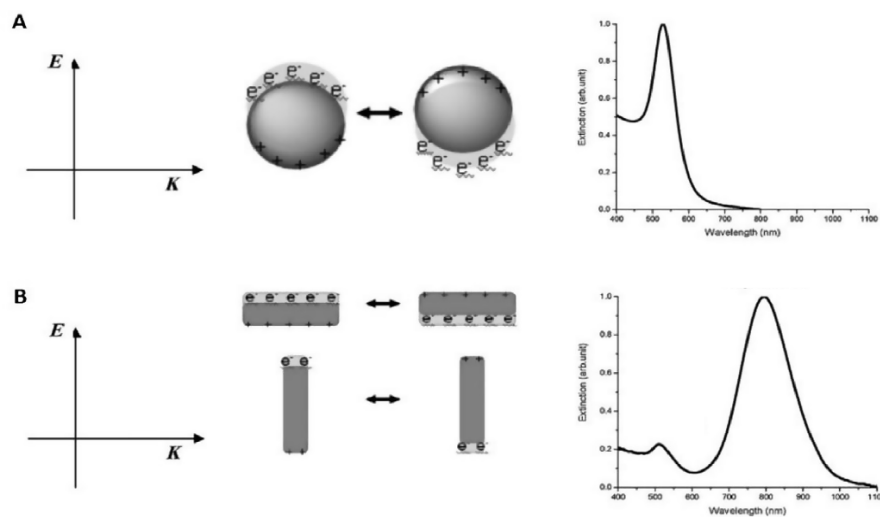 A
E
K
e⁻ e⁻ e⁻ e⁻ e⁻
+ + + + +
+ + + + +
e⁻ e⁻ e⁻ e⁻ e⁻
Extinction (arb.unit)
1.0
0.8
0.6
0.4
0.2
0.0
400 500 600 700 800 900 1000 1100
Wavelength (nm)
B
E
K
e⁻ e⁻ e⁻ e⁻ e⁻
+ + + + +
+ + + + +
e⁻ e⁻ e⁻ e⁻ e⁻
e⁻ e⁻
+ +
+ +
e⁻ e⁻
Extinction (arb.unit)
1.0
0.8
0.6
0.4
0.2
0.0
400 500 600 700 800 900 1000 1100
Wavelength (nm)